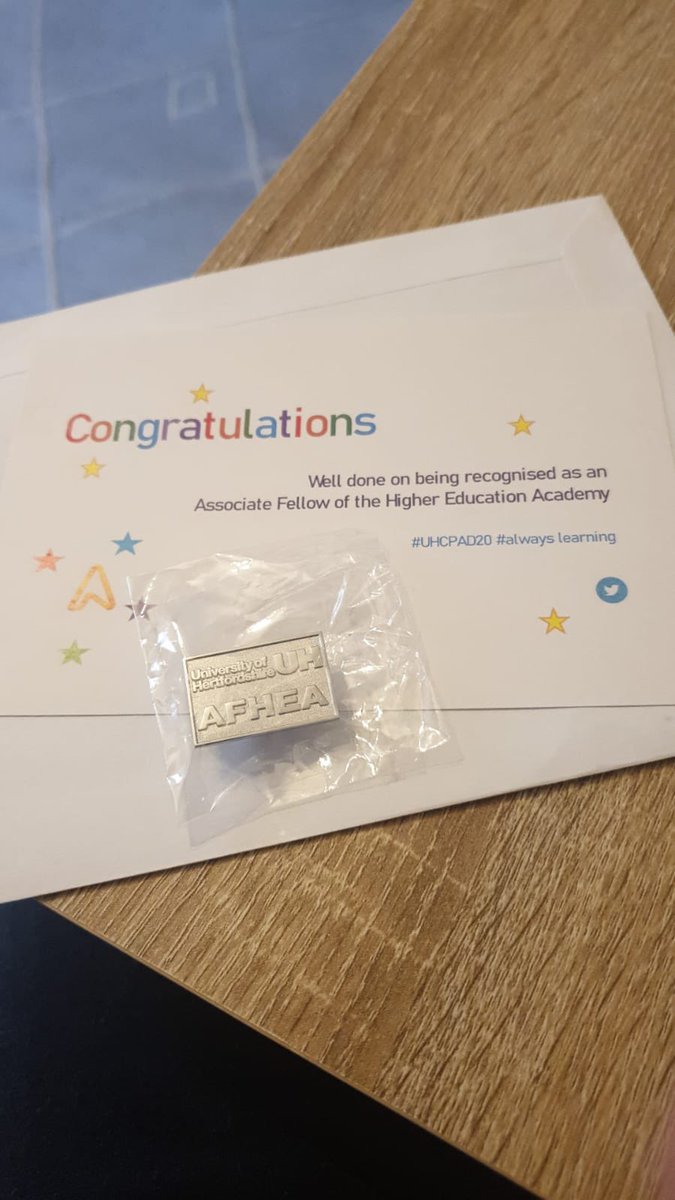 Congratulations
Well done on being recognised as an
Associate Fellow of the Higher Education Academy
#UHCPAD20 #always learning
University of
Hertfordshire UH
AFHEA